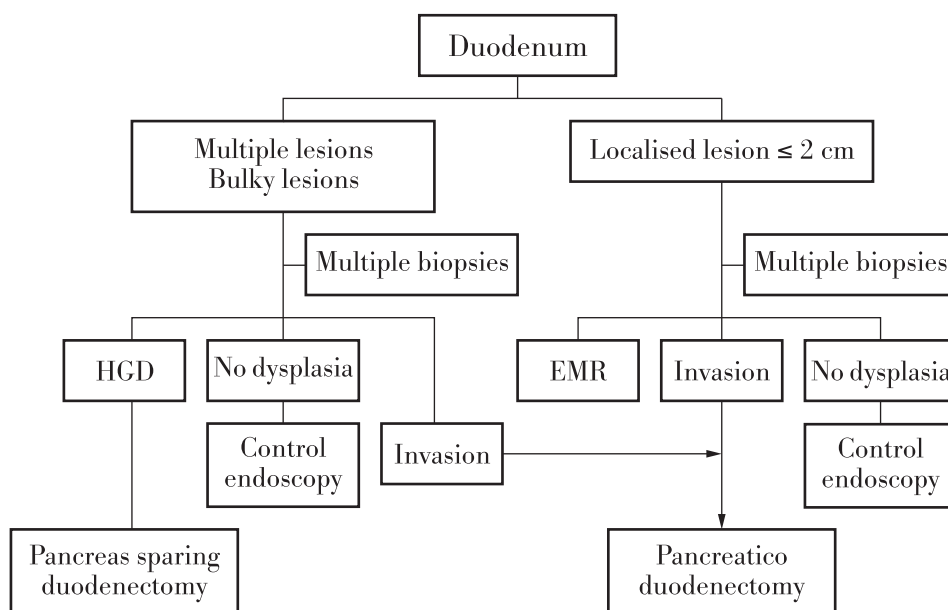 Duodenum
Multiple lesions
Bulky lesions
Localised lesion ≤ 2 cm
Multiple biopsies
Multiple biopsies
HGD
No dysplasia
EMR
Invasion
No dysplasia
Control
endoscopy
Invasion
Control
endoscopy
Pancreas sparing
duodenectomy
Pancreatico
duodenectomy